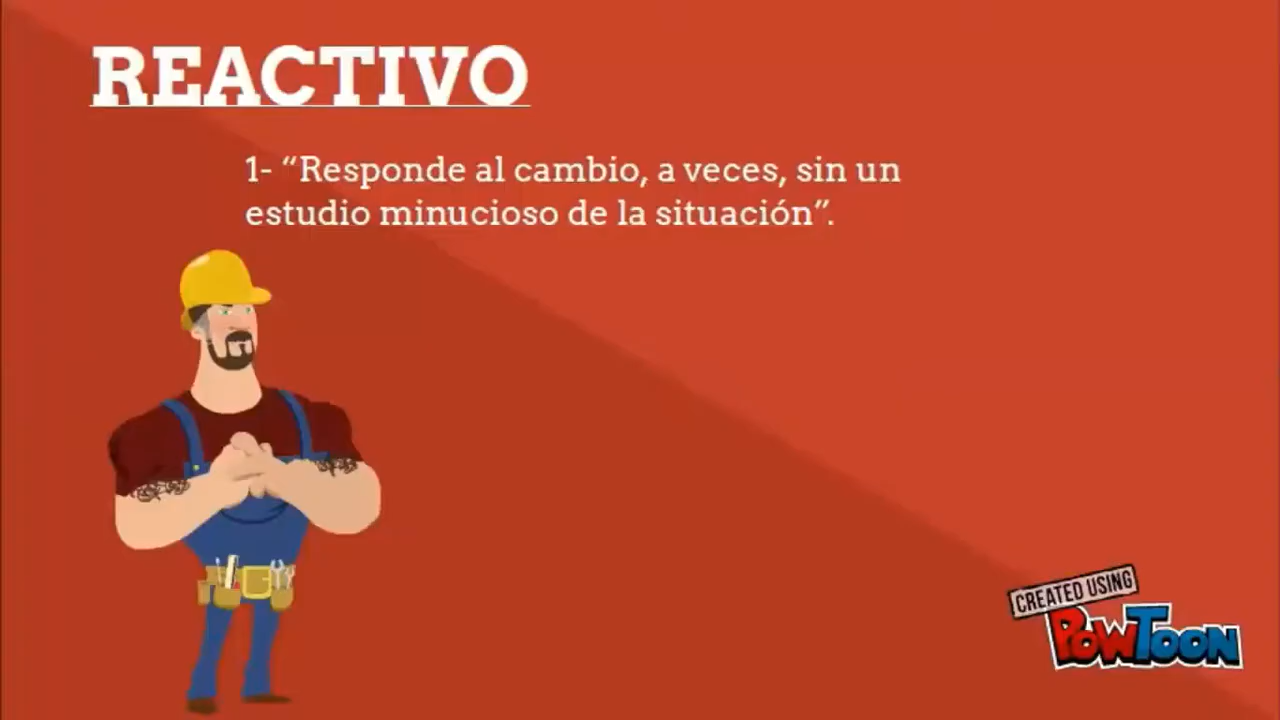 REACTIVO
1- “Responde al cambio, a veces, sin un
estudio minucioso de la situación”.
CREATED USING
POWTOON